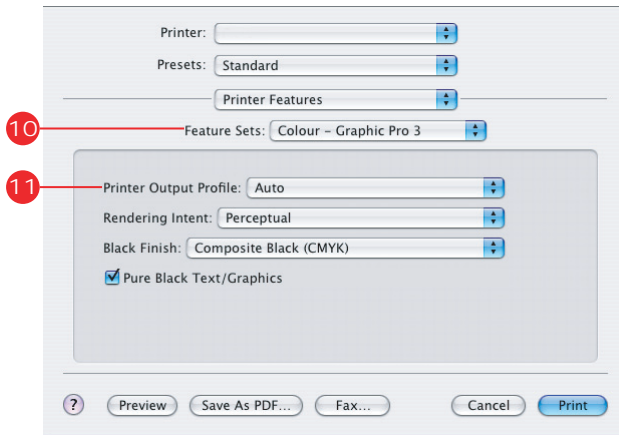 Printer:
Presets: Standard
Printer Features
10 Feature Sets: Colour – Graphic Pro 3
11 Printer Output Profile: Auto
Rendering Intent: Perceptual
Black Finish: Composite Black (CMYK)
Pure Black Text/Graphics
? Preview Save As PDF... Fax... Cancel Print